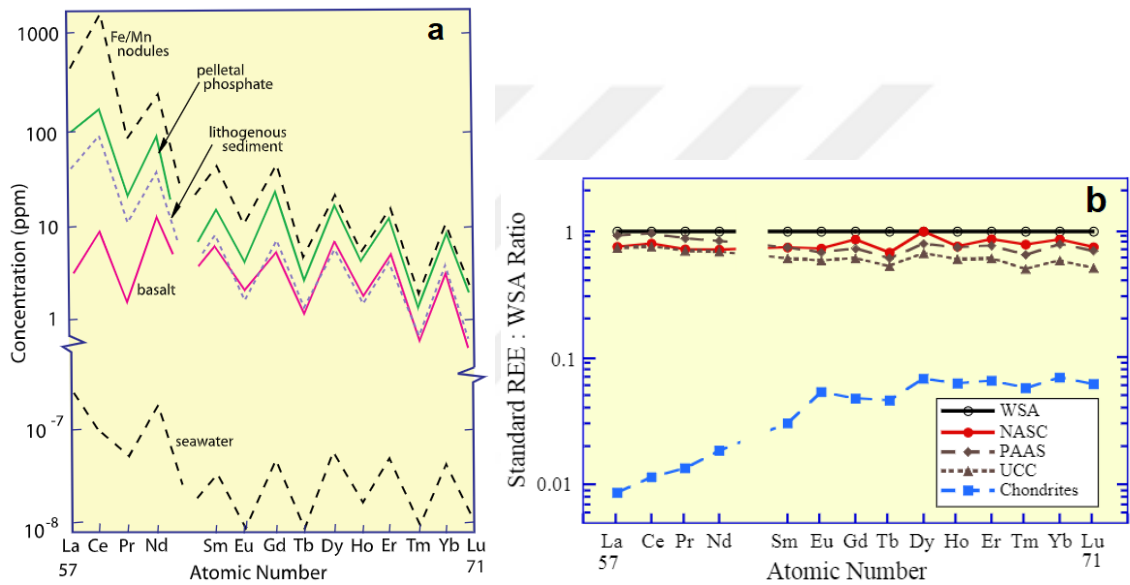 a
1000
100
10
1
10⁻⁷
10⁻⁸
Concentration (ppm)
Fe/Mn
nodules
pelletal
phosphate
lithogenous
sediment
basalt
seawater
La Ce Pr Nd Sm Eu Gd Tb Dy Ho Er Tm Yb Lu
57 71
Atomic Number
b
1
0.1
0.01
Standard REE : WSA Ratio
WSA
NASC
PAAS
UCC
Chondrites
La Ce Pr Nd Sm Eu Gd Tb Dy Ho Er Tm Yb Lu
57 71
Atomic Number